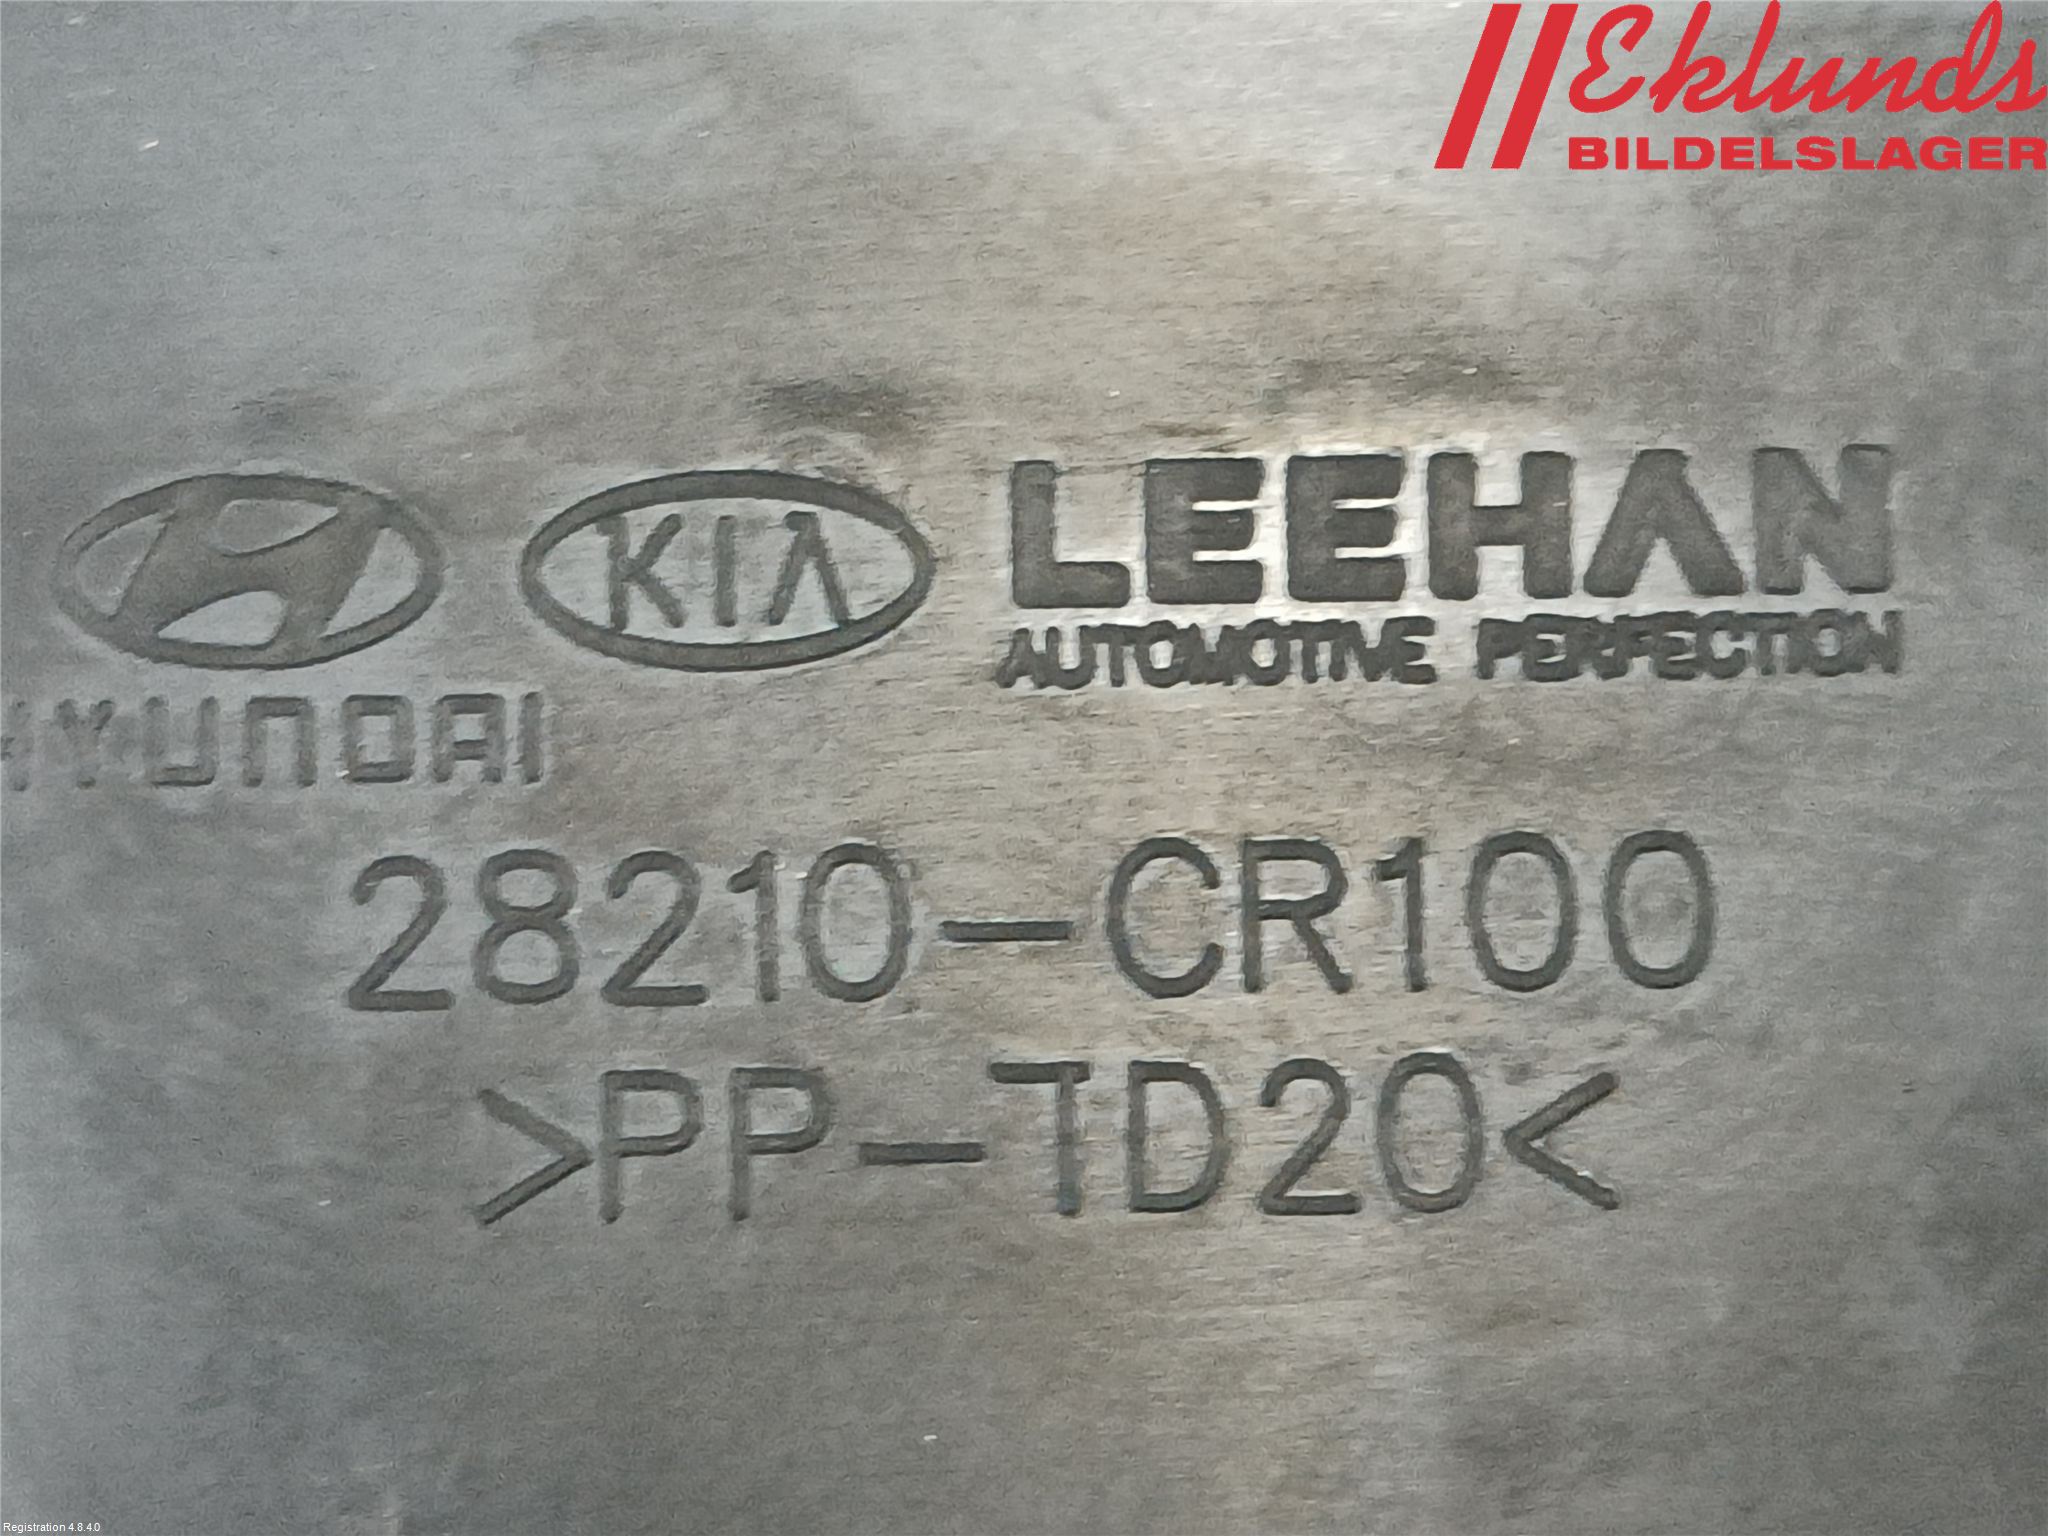 Eklunds
BILDELSLAGER
KIA
LEEHAN
AUTOMOTIVE PERFECTION
HYUNDAI
28210-CR100
>PP-TD20<
Registration 4.8.4.0